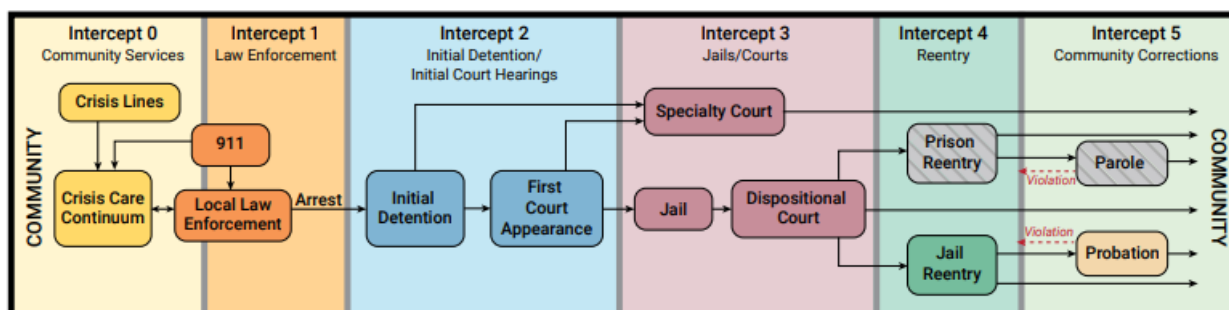 Intercept 0
Community Services
Intercept 1
Law Enforcement
Intercept 2
Initial Detention/
Initial Court Hearings
Intercept 3
Jails/Courts
Intercept 4
Reentry
Intercept 5
Community Corrections
COMMUNITY
Crisis Lines
Crisis Care
Continuum
911
Local Law
Enforcement
Arrest
Initial
Detention
First
Court
Appearance
Specialty Court
Jail
Dispositional
Court
Prison
Reentry
Violation
Parole
Jail
Reentry
Violation
Probation
COMMUNITY